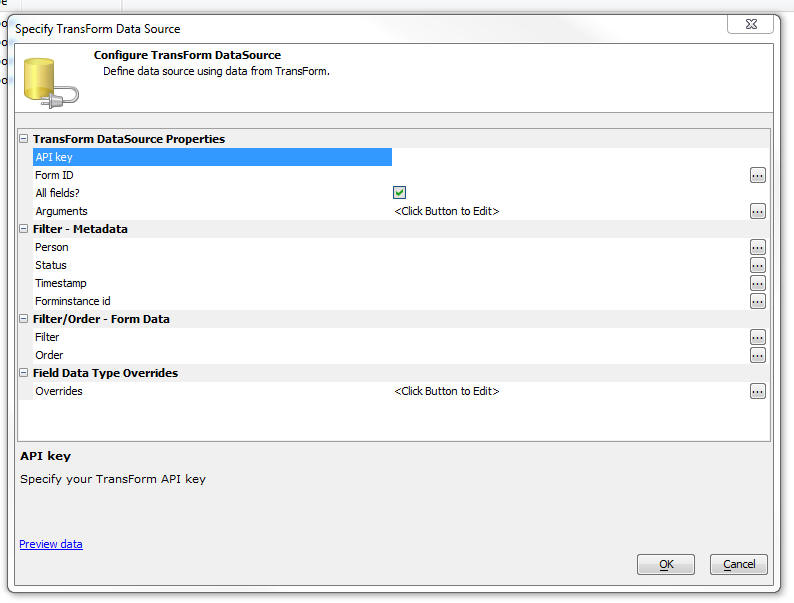 Specify TransForm Data Source
Configure TransForm DataSource
Define data source using data from TransForm.
TransForm DataSource Properties
API key
Form ID ...
All fields?
Arguments <Click Button to Edit> ...
Filter - Metadata
Person ...
Status ...
Timestamp ...
Forminstance id ...
Filter/Order - Form Data
Filter ...
Order ...
Field Data Type Overrides
Overrides <Click Button to Edit> ...
API key
Specify your TransForm API key
Preview data
OK Cancel